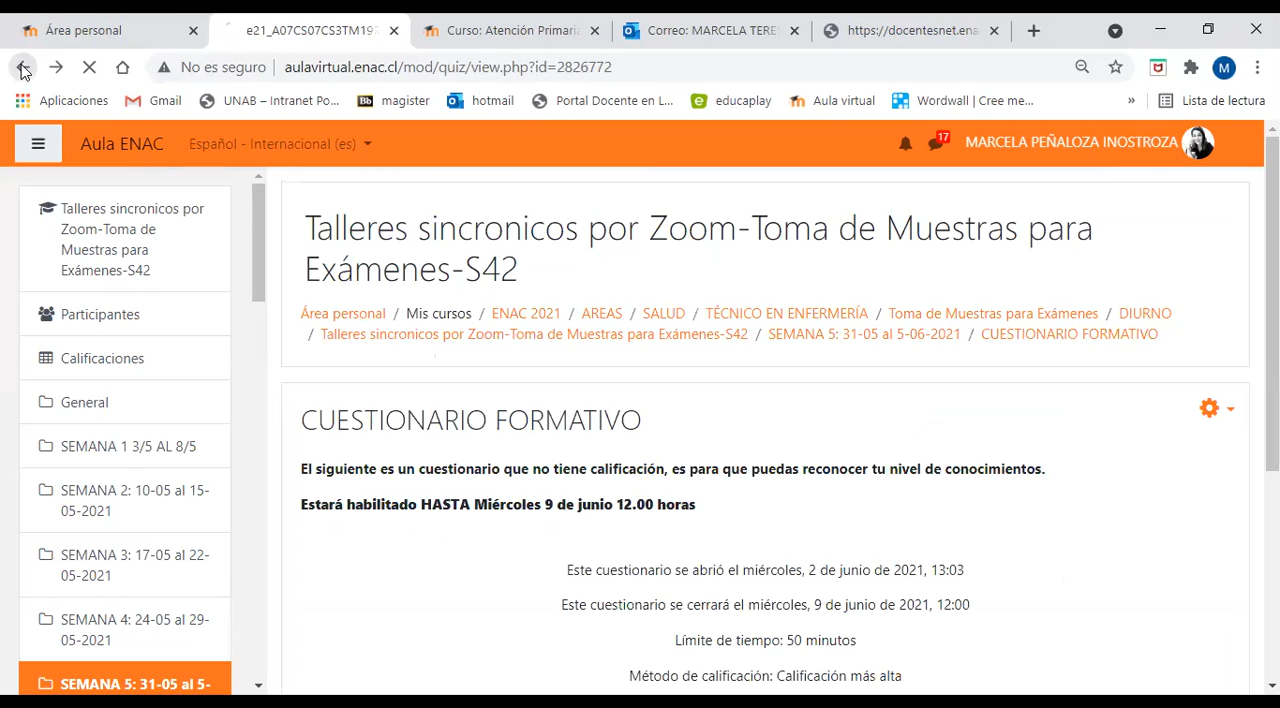 Área personal
e21_A07CS07CS3TM197
Curso: Atención Primari
Correo: MARCELA TERE
https://docentesnet.ena
No es seguro
aulavirtual.enac.cl/mod/quiz/view.php?id=2826772
M
Aplicaciones
Gmail
UNAB – Intranet Po...
Bb magister
hotmail
Portal Docente en L...
educaplay
Aula virtual
Wordwall | Cree me...
»
Lista de lectura
Aula ENAC
Español - Internacional (es)
17
MARCELA PEÑALOZA INOSTROZA
Talleres sincronicos por
Zoom-Toma de
Muestras para
Exámenes-S42
Participantes
Calificaciones
General
SEMANA 1 3/5 AL 8/5
SEMANA 2: 10-05 al 15-
05-2021
SEMANA 3: 17-05 al 22-
05-2021
SEMANA 4: 24-05 al 29-
05-2021
SEMANA 5: 31-05 al 5-
Talleres sincronicos por Zoom-Toma de Muestras para
Exámenes-S42
Área personal / Mis cursos / ENAC 2021 / AREAS / SALUD / TÉCNICO EN ENFERMERÍA / Toma de Muestras para Exámenes / DIURNO
/ Talleres sincronicos por Zoom-Toma de Muestras para Exámenes-S42 / SEMANA 5: 31-05 al 5-06-2021 / CUESTIONARIO FORMATIVO
CUESTIONARIO FORMATIVO
El siguiente es un cuestionario que no tiene calificación, es para que puedas reconocer tu nivel de conocimientos.
Estará habilitado HASTA Miércoles 9 de junio 12.00 horas
Este cuestionario se abrió el miércoles, 2 de junio de 2021, 13:03
Este cuestionario se cerrará el miércoles, 9 de junio de 2021, 12:00
Límite de tiempo: 50 minutos
Método de calificación: Calificación más alta